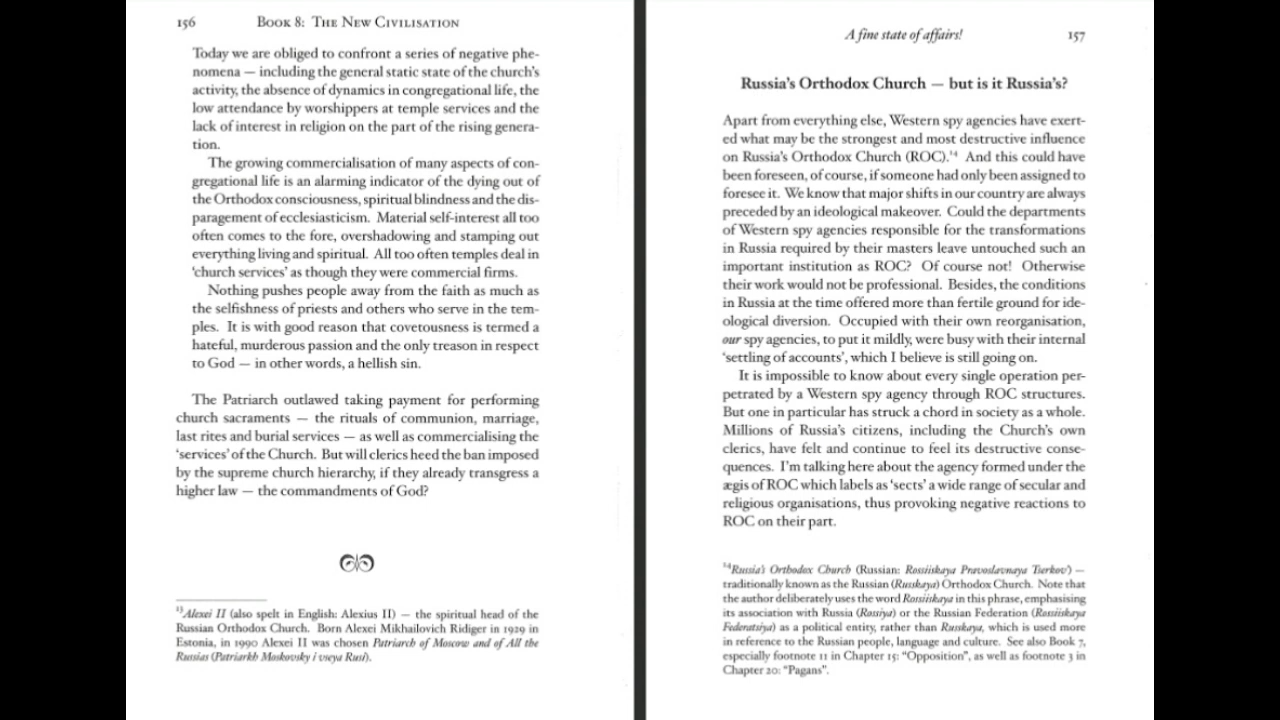 156 Book 8: The New Civilisation
Today we are obliged to confront a series of negative phe-
nomena — including the general static state of the church's
activity, the absence of dynamics in congregational life, the
low attendance by worshippers at temple services and the
lack of interest in religion on the part of the rising genera-
tion.
The growing commercialisation of many aspects of con-
gregational life is an alarming indicator of the dying out of
the Orthodox consciousness, spiritual blindness and the dis-
paragement of ecclesiasticism. Material self-interest all too
often comes to the fore, overshadowing and stamping out
everything living and spiritual. All too often temples deal in
'church services' as though they were commercial firms.
Nothing pushes people away from the faith as much as
the selfishness of priests and others who serve in the tem-
ples. It is with good reason that covetousness is termed a
hateful, murderous passion and the only treason in respect
to God — in other words, a hellish sin.
The Patriarch outlawed taking payment for performing
church sacraments — the rituals of communion, marriage,
last rites and burial services — as well as commercialising the
'services' of the Church. But will clerics heed the ban imposed
by the supreme church hierarchy, if they already transgress a
higher law — the commandments of God?
13Alexei II (also spelt in English: Alexius II) — the spiritual head of the
Russian Orthodox Church. Born Alexei Mikhailovich Ridiger in 1929 in
Estonia, in 1990 Alexei II was chosen Patriarch of Moscow and of All the
Russias (Patriarkh Moskovsky i vseya Rusi).
A fine state of affairs! 157
Russia's Orthodox Church — but is it Russia's?
Apart from everything else, Western spy agencies have exert-
ed what may be the strongest and most destructive influence
on Russia's Orthodox Church (ROC).14 And this could have
been foreseen, of course, if someone had only been assigned to
foresee it. We know that major shifts in our country are always
preceded by an ideological makeover. Could the departments
of Western spy agencies responsible for the transformations
in Russia required by their masters leave untouched such an
important institution as ROC? Of course not! Otherwise
their work would not be professional. Besides, the conditions
in Russia at the time offered more than fertile ground for ide-
ological diversion. Occupied with their own reorganisation,
our spy agencies, to put it mildly, were busy with their internal
'settling of accounts', which I believe is still going on.
It is impossible to know about every single operation per-
petrated by a Western spy agency through ROC structures.
But one in particular has struck a chord in society as a whole.
Millions of Russia's citizens, including the Church's own
clerics, have felt and continue to feel its destructive conse-
quences. I'm talking here about the agency formed under the
ægis of ROC which labels as 'sects' a wide range of secular and
religious organisations, thus provoking negative reactions to
ROC on their part.
14Russia's Orthodox Church (Russian: Rossiiskaya Pravoslavnaya Tserkov') —
traditionally known as the Russian (Russkaya) Orthodox Church. Note that
the author deliberately uses the word Rossiiskaya in this phrase, emphasising
its association with Russia (Rossiya) or the Russian Federation (Rossiiskaya
Federatsiya) as a political entity, rather than Russkaya, which is used more
in reference to the Russian people, language and culture. See also Book 7,
especially footnote 11 in Chapter 15: "Opposition", as well as footnote 3 in
Chapter 20: "Pagans".